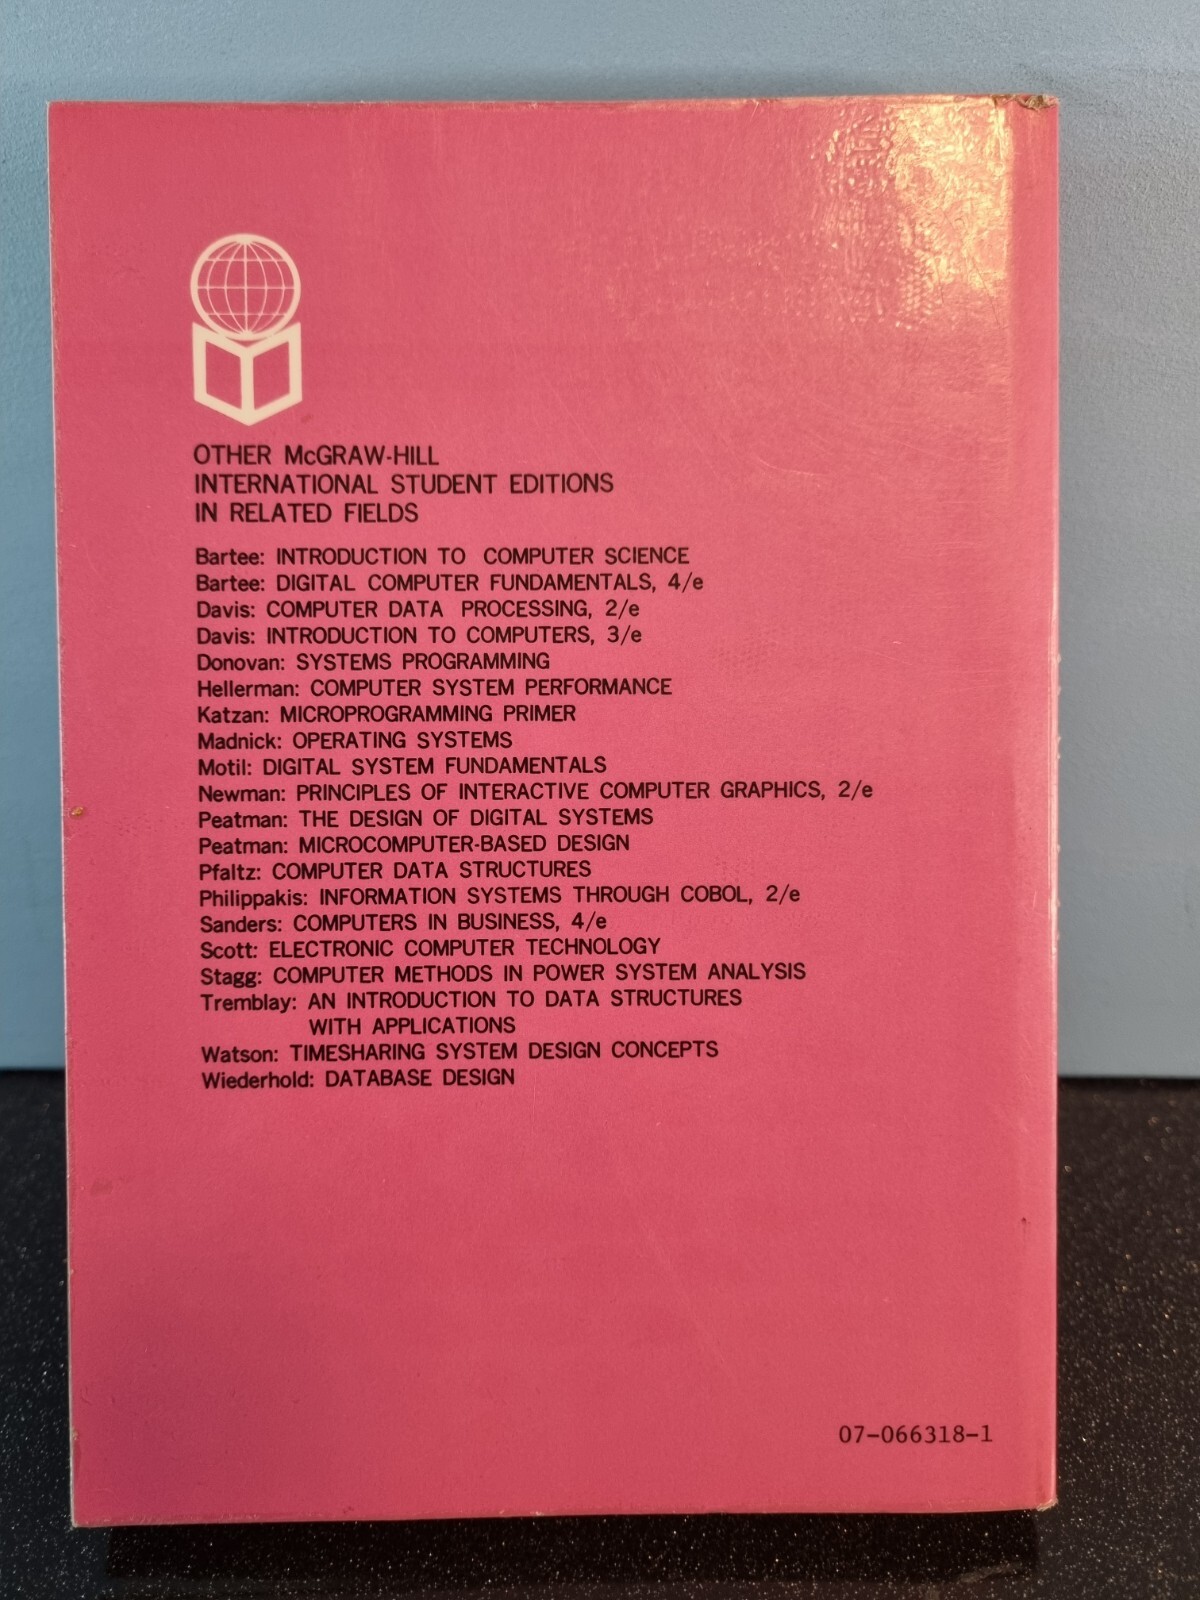 OTHER McGRAW-HILL
INTERNATIONAL STUDENT EDITIONS
IN RELATED FIELDS
Bartee: INTRODUCTION TO COMPUTER SCIENCE
Bartee: DIGITAL COMPUTER FUNDAMENTALS, 4/e
Davis: COMPUTER DATA PROCESSING, 2/e
Davis: INTRODUCTION TO COMPUTERS, 3/e
Donovan: SYSTEMS PROGRAMMING
Hellerman: COMPUTER SYSTEM PERFORMANCE
Katzan: MICROPROGRAMMING PRIMER
Madnick: OPERATING SYSTEMS
Motil: DIGITAL SYSTEM FUNDAMENTALS
Newman: PRINCIPLES OF INTERACTIVE COMPUTER GRAPHICS, 2/e
Peatman: THE DESIGN OF DIGITAL SYSTEMS
Peatman: MICROCOMPUTER-BASED DESIGN
Pfaltz: COMPUTER DATA STRUCTURES
Philippakis: INFORMATION SYSTEMS THROUGH COBOL, 2/e
Sanders: COMPUTERS IN BUSINESS, 4/e
Scott: ELECTRONIC COMPUTER TECHNOLOGY
Stagg: COMPUTER METHODS IN POWER SYSTEM ANALYSIS
Tremblay: AN INTRODUCTION TO DATA STRUCTURES
WITH APPLICATIONS
Watson: TIMESHARING SYSTEM DESIGN CONCEPTS
Wiederhold: DATABASE DESIGN
07-066318-1